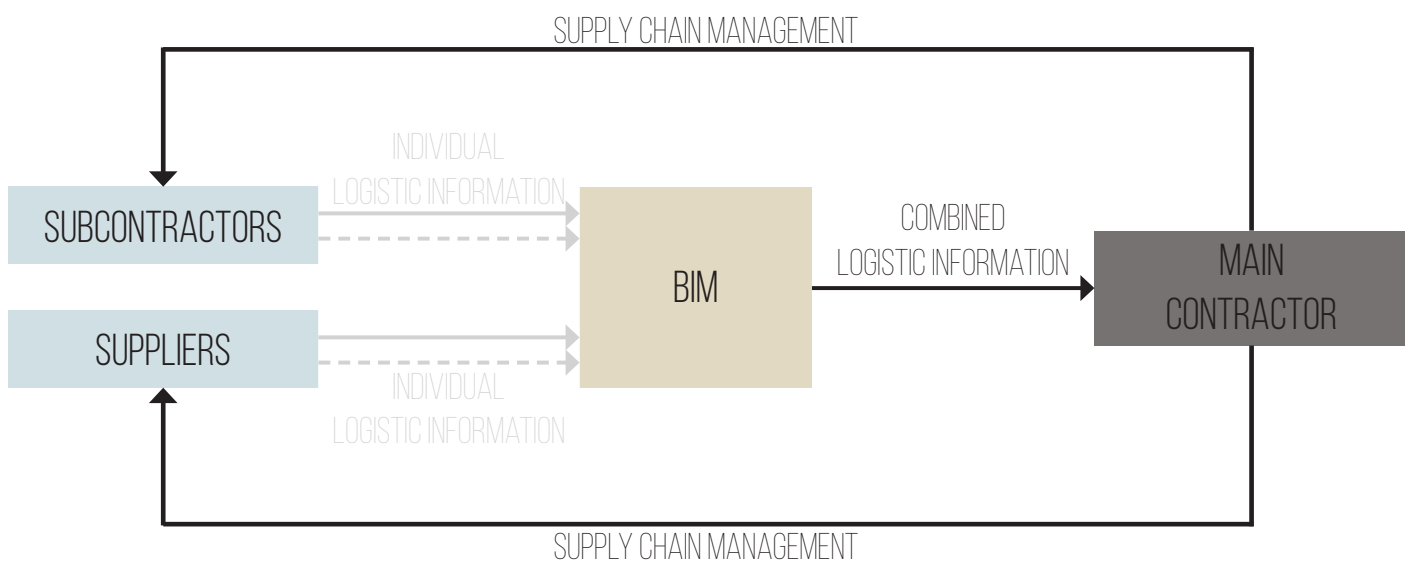 SUPPLY CHAIN MANAGEMENT
INDIVIDUAL
LOGISTIC INFORMATION
SUBCONTRACTORS
COMBINED
LOGISTIC INFORMATION
MAIN
CONTRACTOR
BIM
SUPPLIERS
INDIVIDUAL
LOGISTIC INFORMATION
SUPPLY CHAIN MANAGEMENT